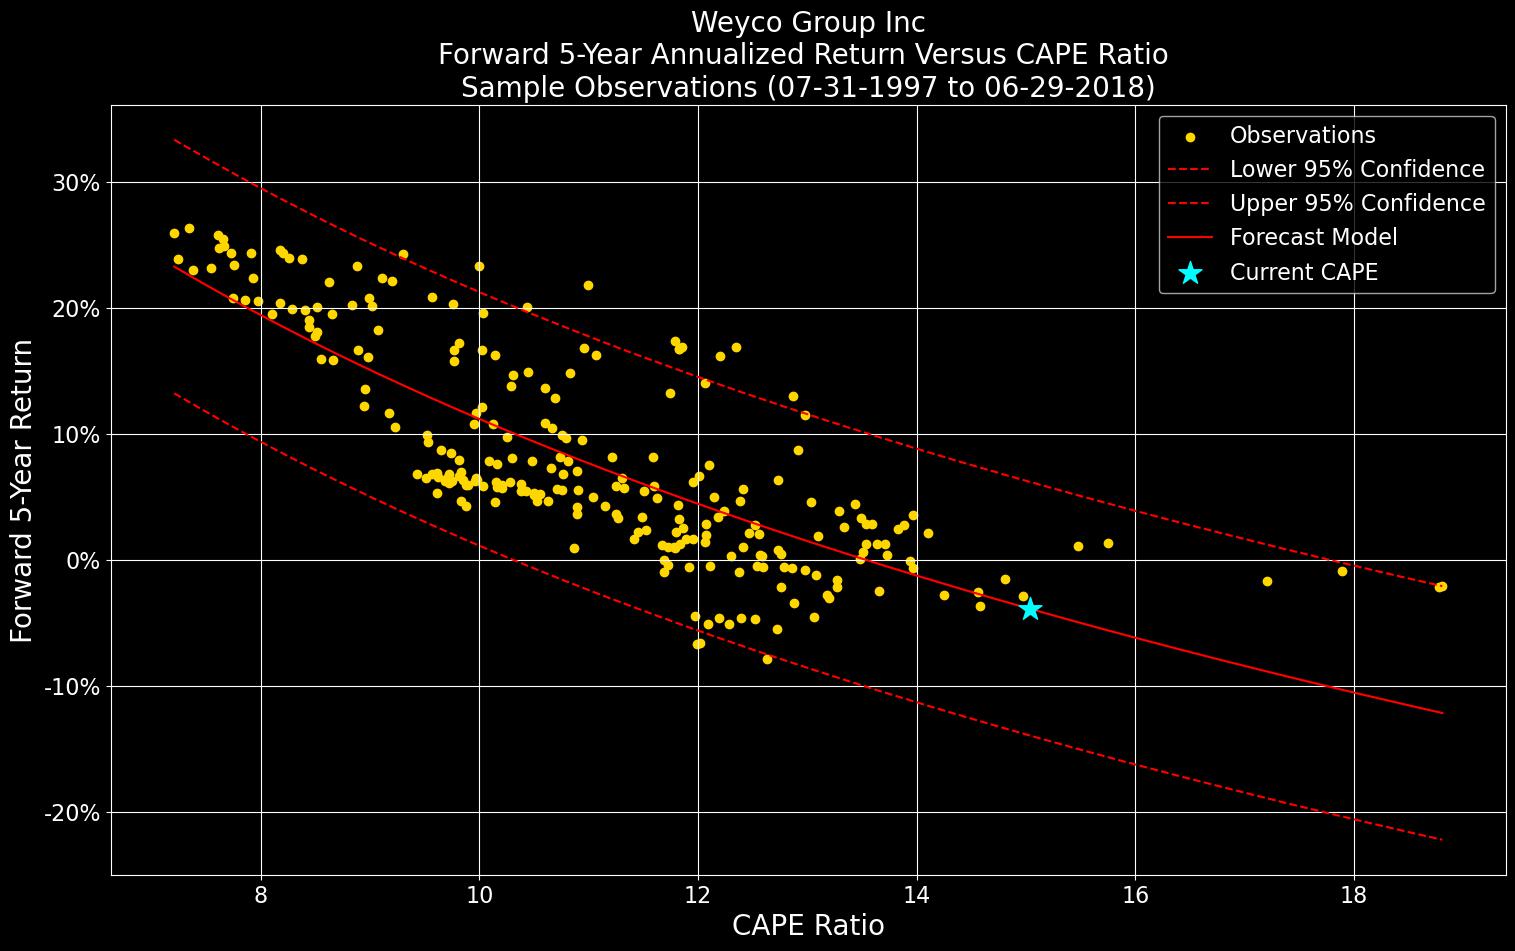 Weyco Group Inc
Forward 5-Year Annualized Return Versus CAPE Ratio
Sample Observations (07-31-1997 to 06-29-2018)
Observations
Lower 95% Confidence
Upper 95% Confidence
Forecast Model
Current CAPE
Forward 5-Year Return
30%
20%
10%
0%
-10%
-20%
8 10 12 14 16 18
CAPE Ratio